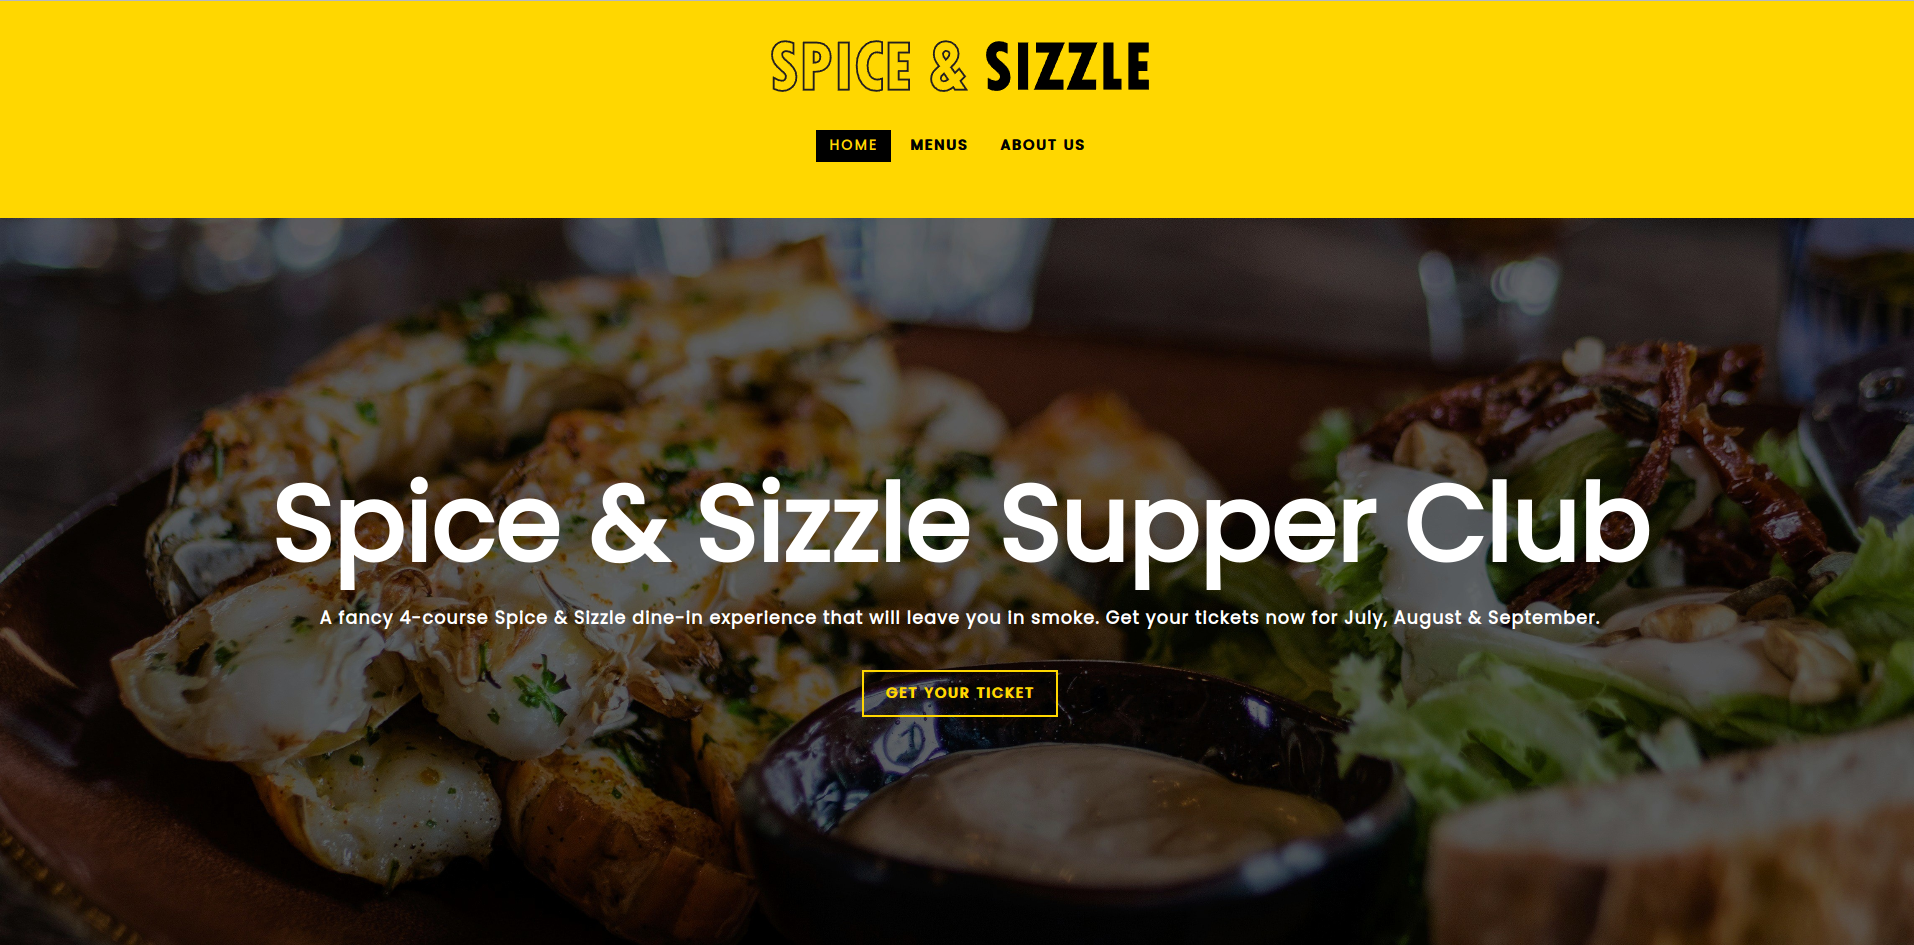 SPICE & SIZZLE
HOME MENUS ABOUT US
Spice & Sizzle Supper Club
A fancy 4-course Spice & Sizzle dine-in experience that will leave you in smoke. Get your tickets now for July, August & September.
GET YOUR TICKET